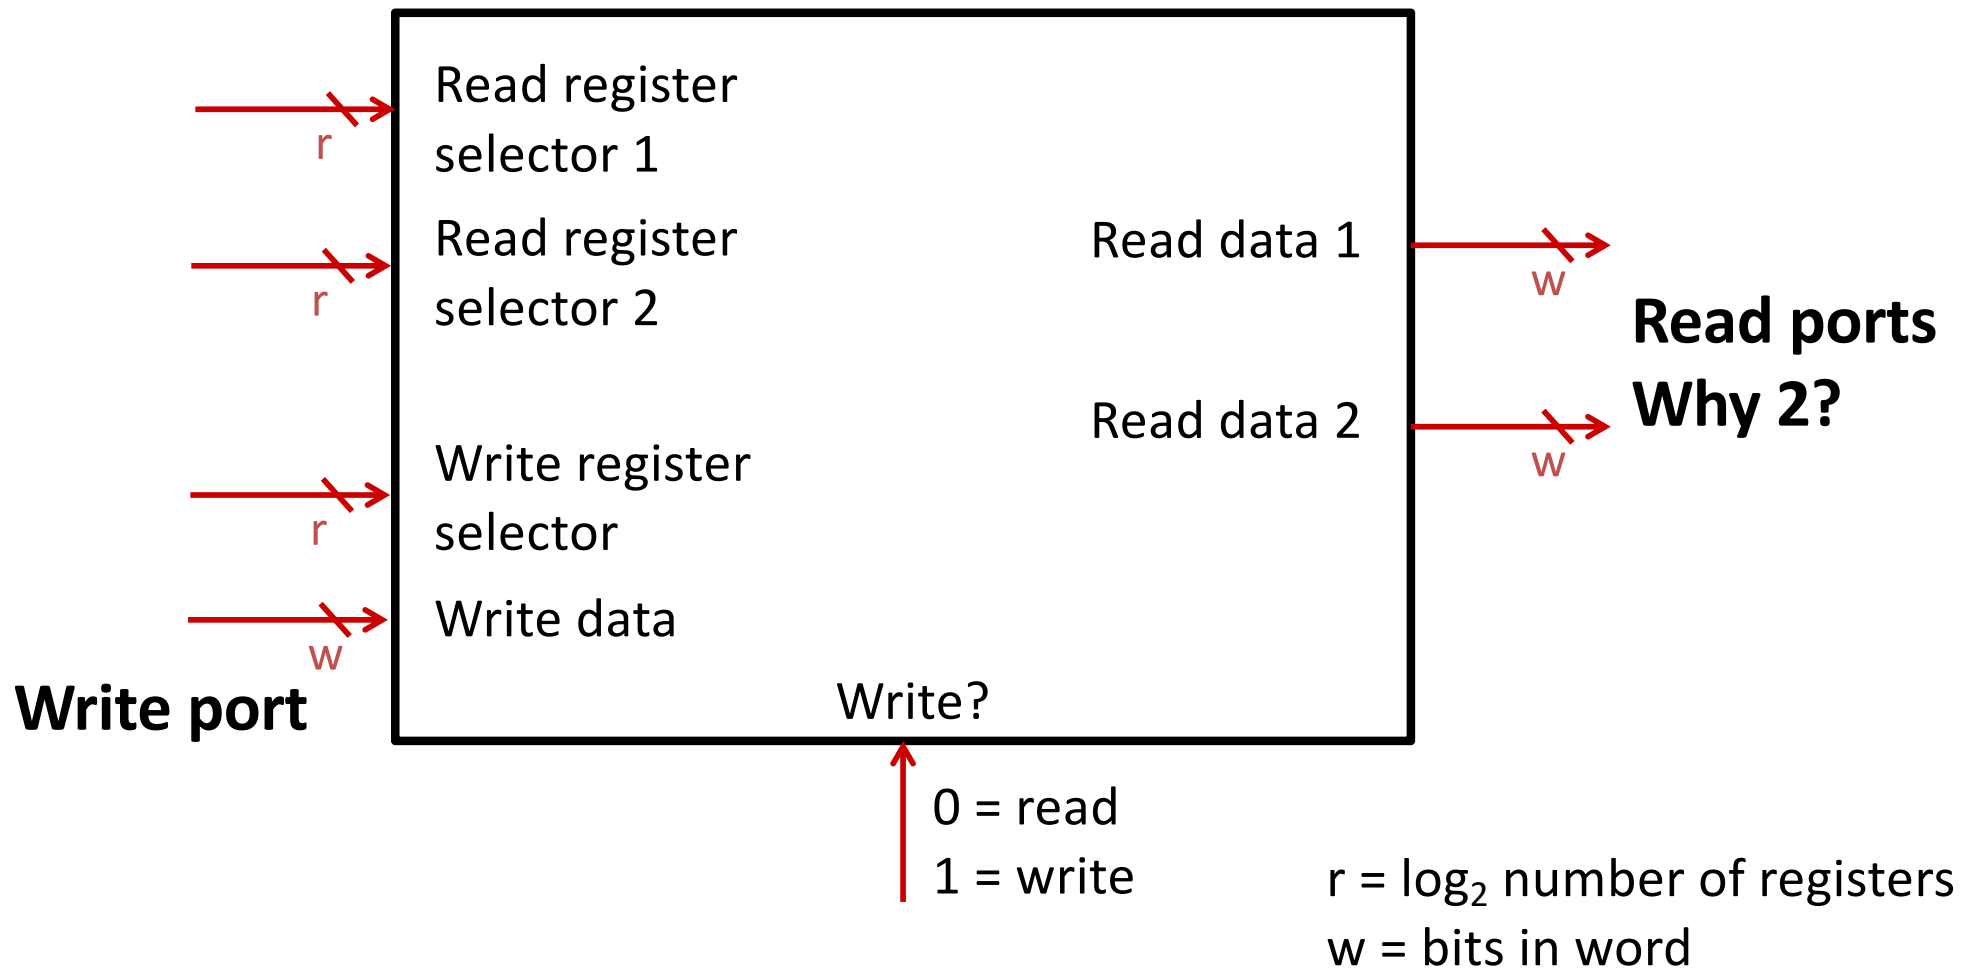 Read register
selector 1
r
Read register
selector 2
r
Read data 1
w
Read ports
Why 2?
Read data 2
w
Write register
selector
r
Write data
w
Write port
Write?
0 = read
1 = write
r = log₂ number of registers
w = bits in word